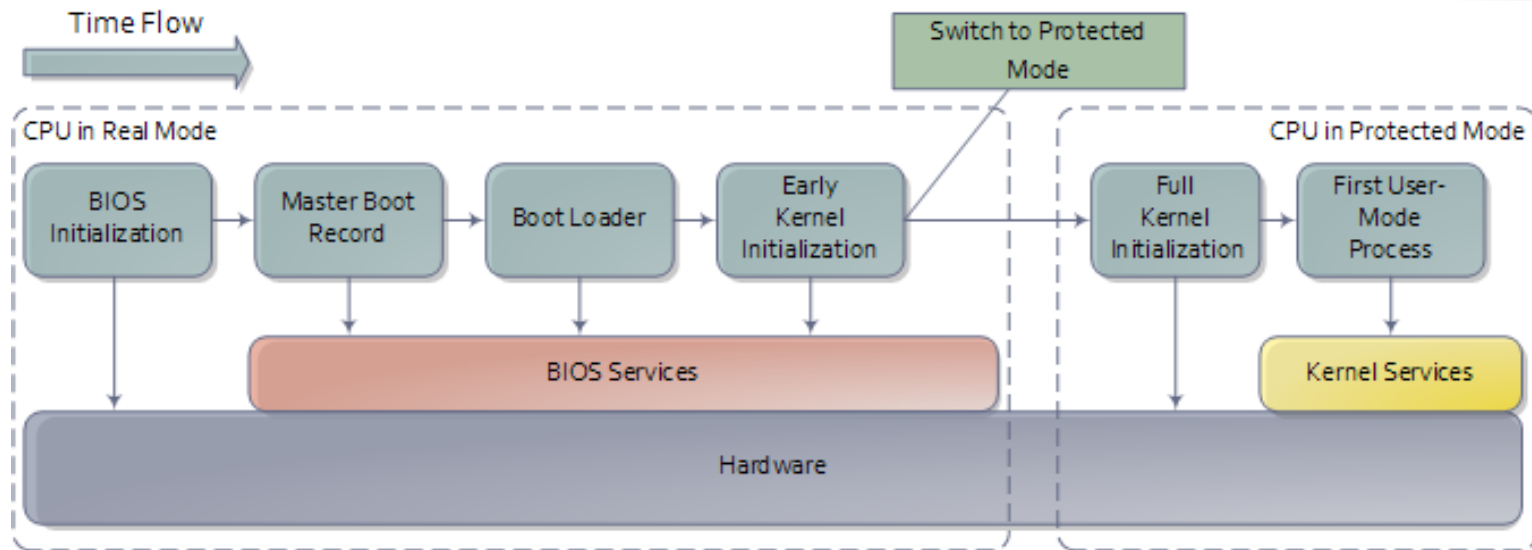 Time Flow
Switch to Protected
Mode
CPU in Real Mode
CPU in Protected Mode
BIOS
Initialization
Master Boot
Record
Boot Loader
Early
Kernel
Initialization
Full
Kernel
Initialization
First User-
Mode
Process
BIOS Services
Kernel Services
Hardware